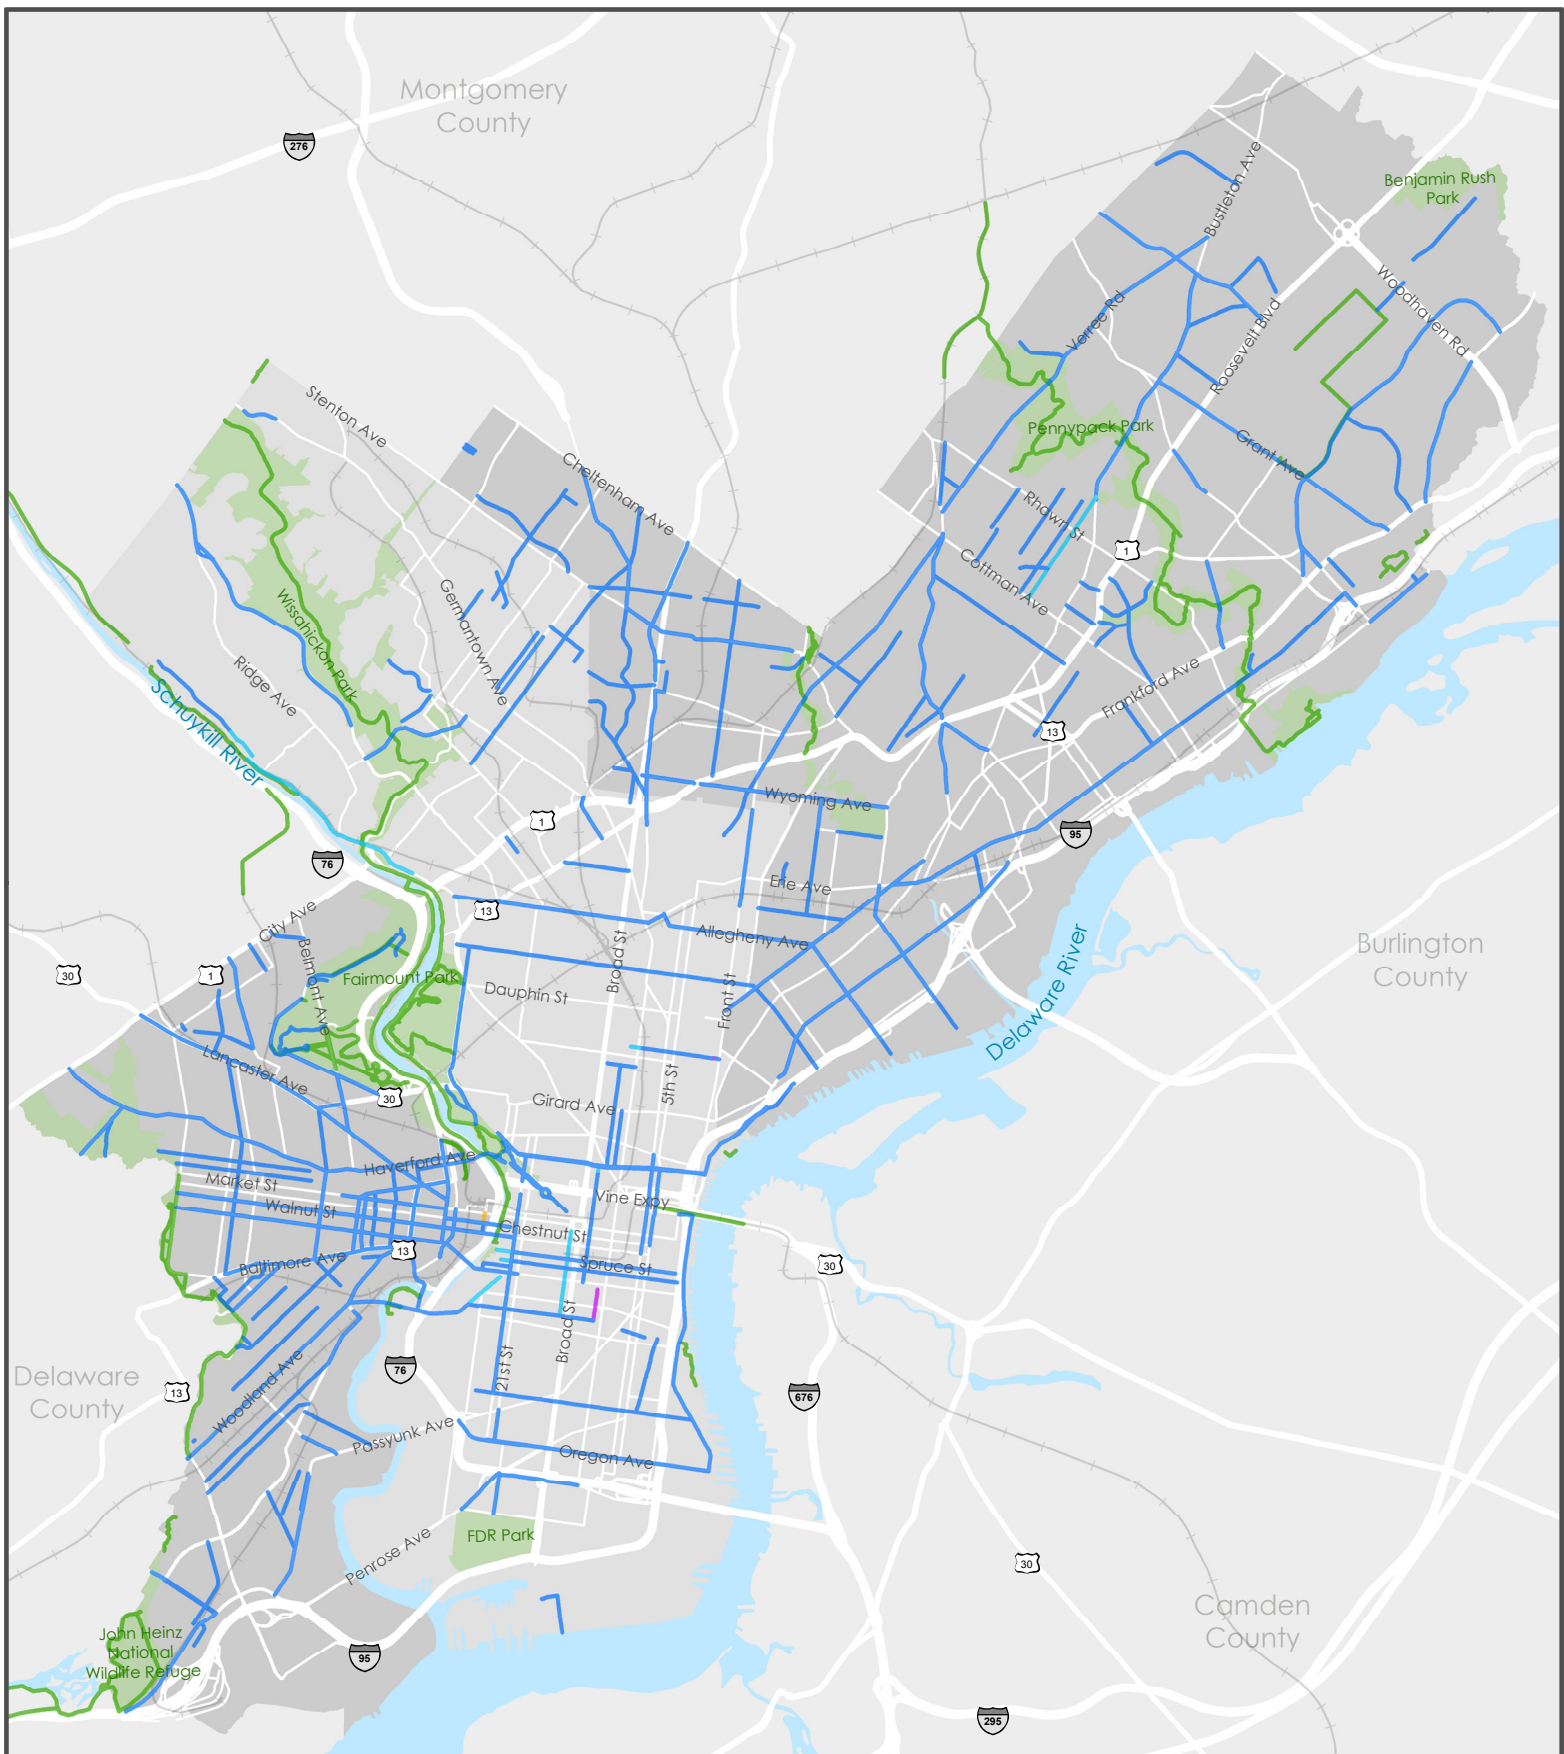 Montgomery
County
276
Benjamin Rush
Park
Bustleton Ave
Woodhaven Rd
Verree Rd
Roosevelt Blvd
Stenton Ave
Cheltenham Ave
Pennypack Park
Grant Ave
Rhawn St
1
Cottman Ave
Germantown Ave
Wissahickon Park
Ridge Ave
Schuykill River
Frankford Ave
13
Wyoming Ave
1
95
76
Erie Ave
13
City Ave
Allegheny Ave
Broad St
Burlington
County
30
1
Belmont Ave
Fairmount Park
Dauphin St
Front St
Delaware River
Lancaster Ave
30
Girard Ave
5th St
Haverford Ave
Market St
Walnut St
Vine Expy
Chestnut St
13
Baltimore Ave
Spruce St
30
Broad St
21st St
Delaware
County
13
76
676
Woodland Ave
Passyunk Ave
Oregon Ave
FDR Park
Penrose Ave
30
Camden
County
John Heinz
National
Wildlife Refuge
95
295